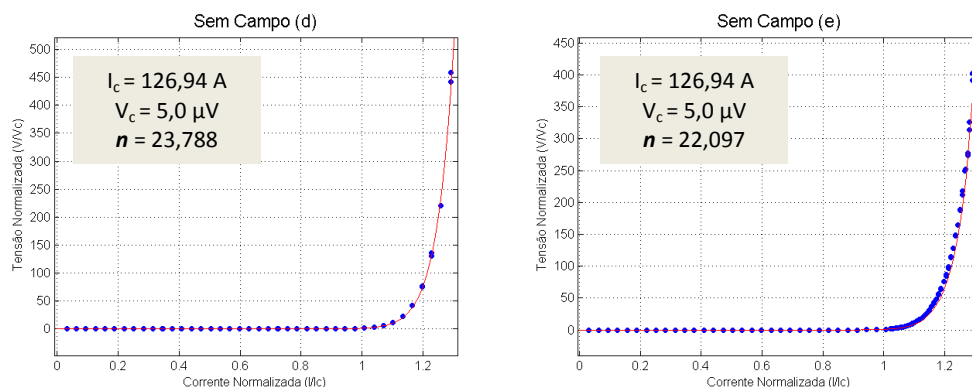 Sem Campo (d)
I_c = 126,94 A
V_c = 5,0 µV
n = 23,788
Tensão Normalizada (V/Vc)
500
450
400
350
300
250
200
150
100
50
0
0
0.2
0.4
0.6
0.8
1
1.2
Corrente Normalizada (I/Ic)
Sem Campo (e)
I_c = 126,94 A
V_c = 5,0 µV
n = 22,097
Tensão Normalizada (V/Vc)
450
400
350
300
250
200
150
100
50
0
0
0.2
0.4
0.6
0.8
1
1.2
Corrente Normalizada (I/Ic)